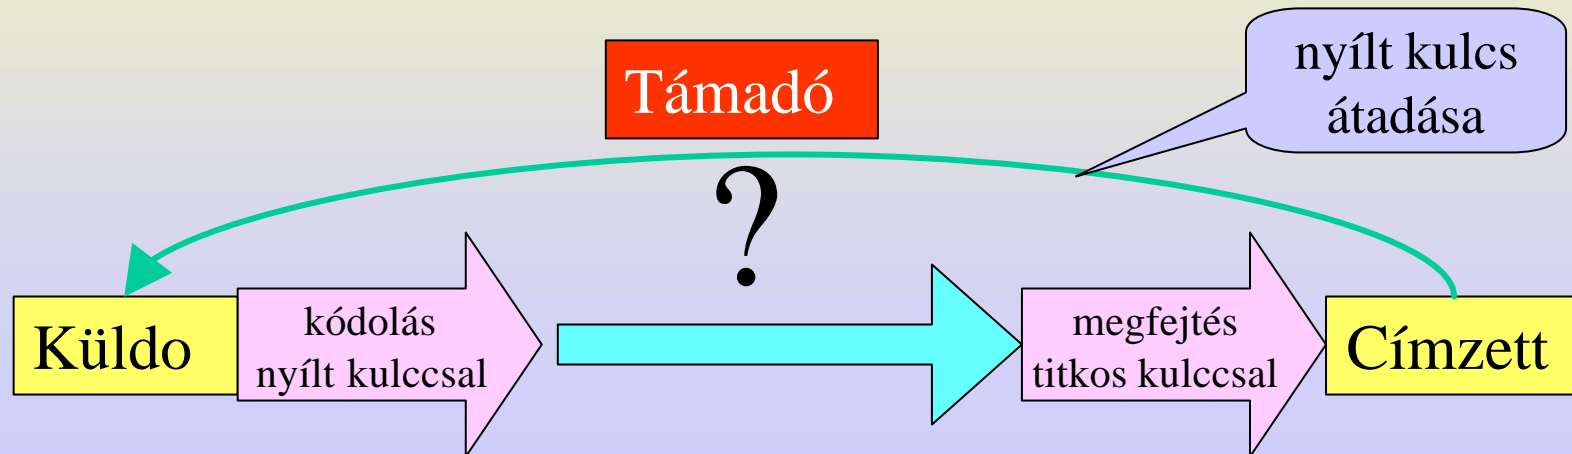 nyílt kulcs
átadása
Támadó
?
Küldo
kódolás
nyílt kulccsal
megfejtés
titkos kulccsal
Címzett